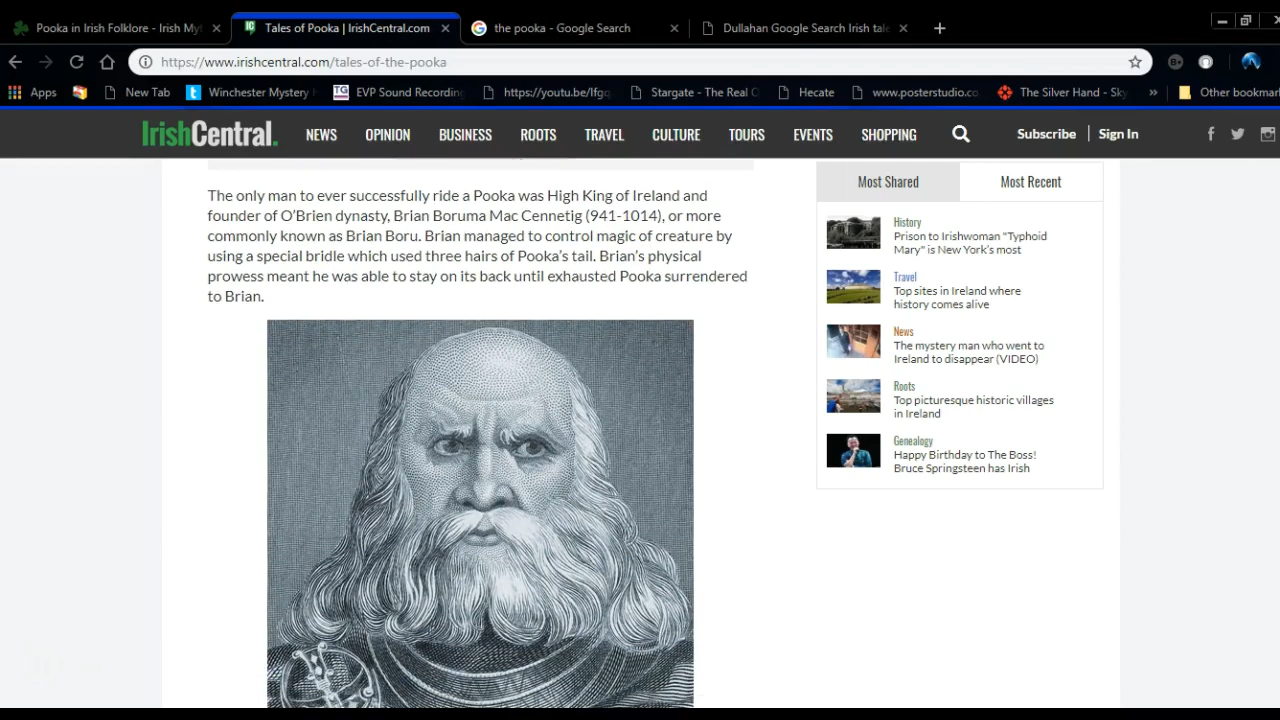 Pooka in Irish Folklore - Irish Myt
Tales of Pooka | IrishCentral.com
the pooka - Google Search
Dullahan Google Search Irish tale
https://www.irishcentral.com/tales-of-the-pooka
Apps
New Tab
Winchester Mystery
TG
EVP Sound Recording
https://youtu.be/lfgq
Stargate - The Real
Hecate
www.posterstudio.co
The Silver Hand - Sky
»
Other bookmar
IrishCentral.
NEWS
OPINION
BUSINESS
ROOTS
TRAVEL
CULTURE
TOURS
EVENTS
SHOPPING
Subscribe
Sign In
The only man to ever successfully ride a Pooka was High King of Ireland and
founder of O’Brien dynasty, Brian Boruma Mac Cennetig (941-1014), or more
commonly known as Brian Boru. Brian managed to control magic of creature by
using a special bridle which used three hairs of Pooka’s tail. Brian’s physical
prowess meant he was able to stay on its back until exhausted Pooka surrendered
to Brian.
Most Shared
Most Recent
History
Prison to Irishwoman "Typhoid
Mary" is New York’s most
Travel
Top sites in Ireland where
history comes alive
News
The mystery man who went to
Ireland to disappear (VIDEO)
Roots
Top picturesque historic villages
in Ireland
Genealogy
Happy Birthday to The Boss!
Bruce Springsteen has Irish